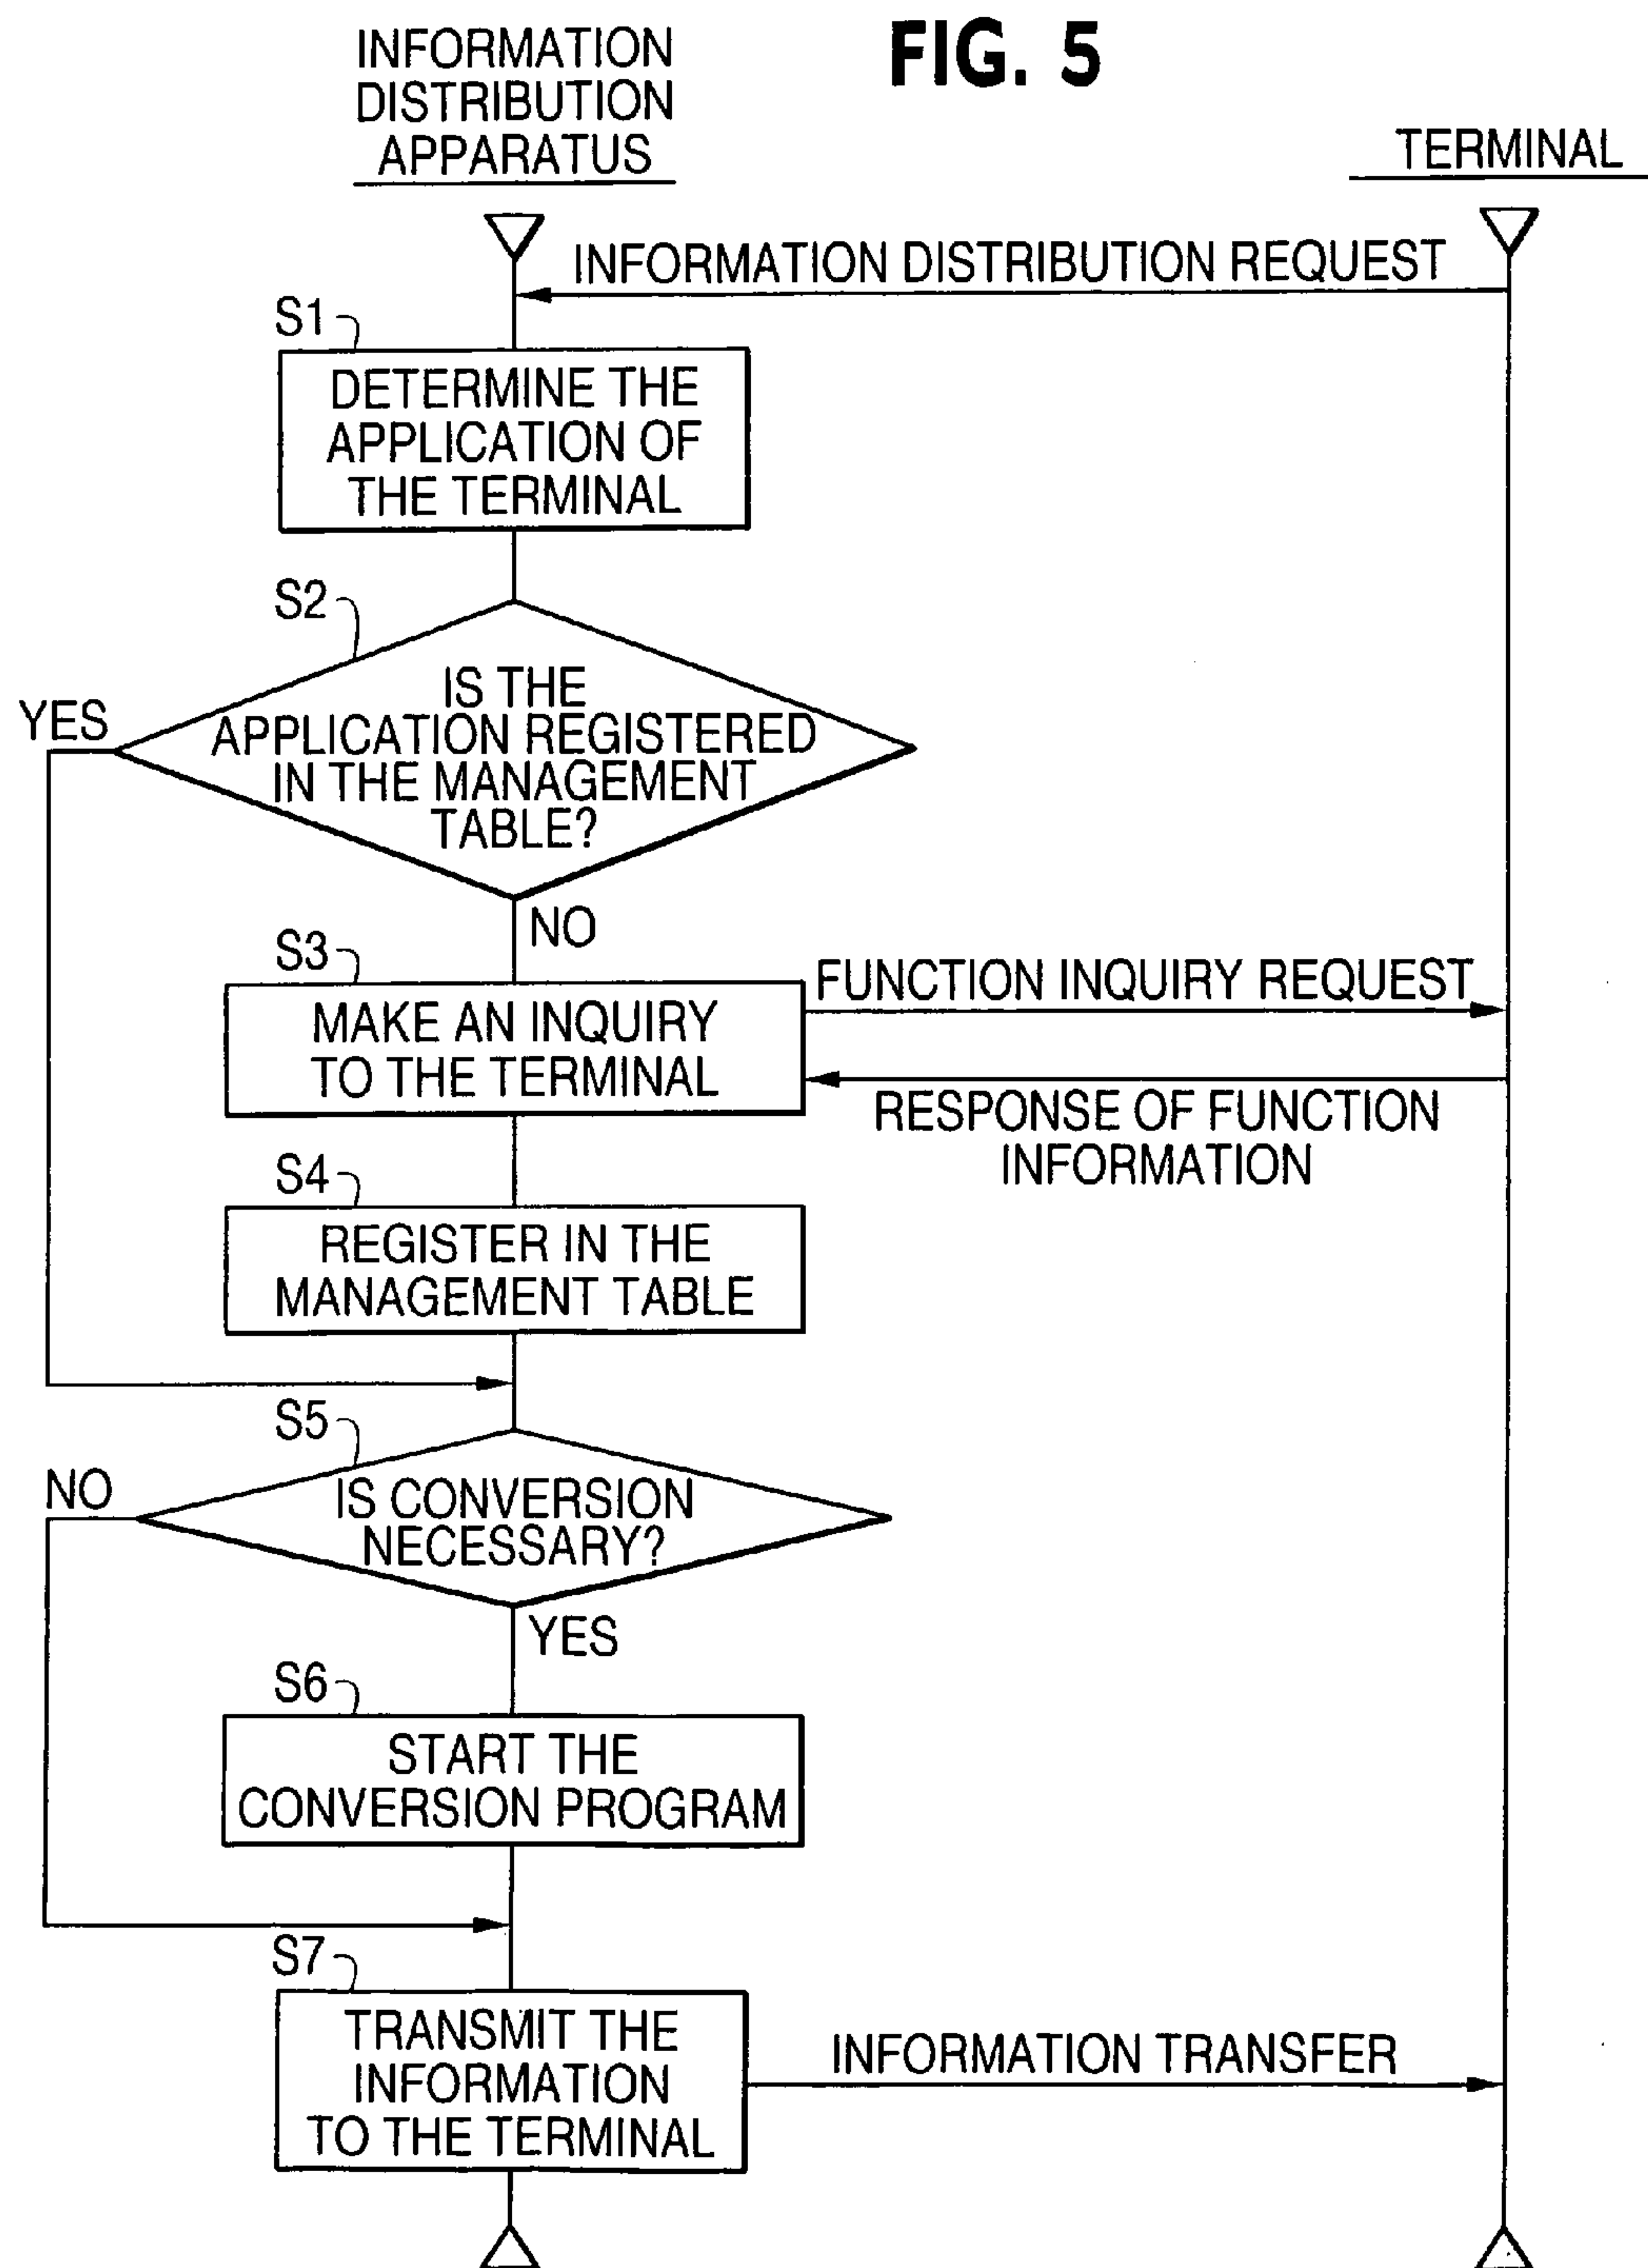 FIG. 5
INFORMATION
DISTRIBUTION
APPARATUS
TERMINAL
INFORMATION DISTRIBUTION REQUEST
S1
DETERMINE THE
APPLICATION OF
THE TERMINAL
S2
IS THE
APPLICATION REGISTERED
IN THE MANAGEMENT
TABLE?
YES
NO
S3
MAKE AN INQUIRY
TO THE TERMINAL
FUNCTION INQUIRY REQUEST
RESPONSE OF FUNCTION
INFORMATION
S4
REGISTER IN THE
MANAGEMENT TABLE
S5
IS CONVERSION
NECESSARY?
NO
YES
S6
START THE
CONVERSION PROGRAM
S7
TRANSMIT THE
INFORMATION
TO THE TERMINAL
INFORMATION TRANSFER